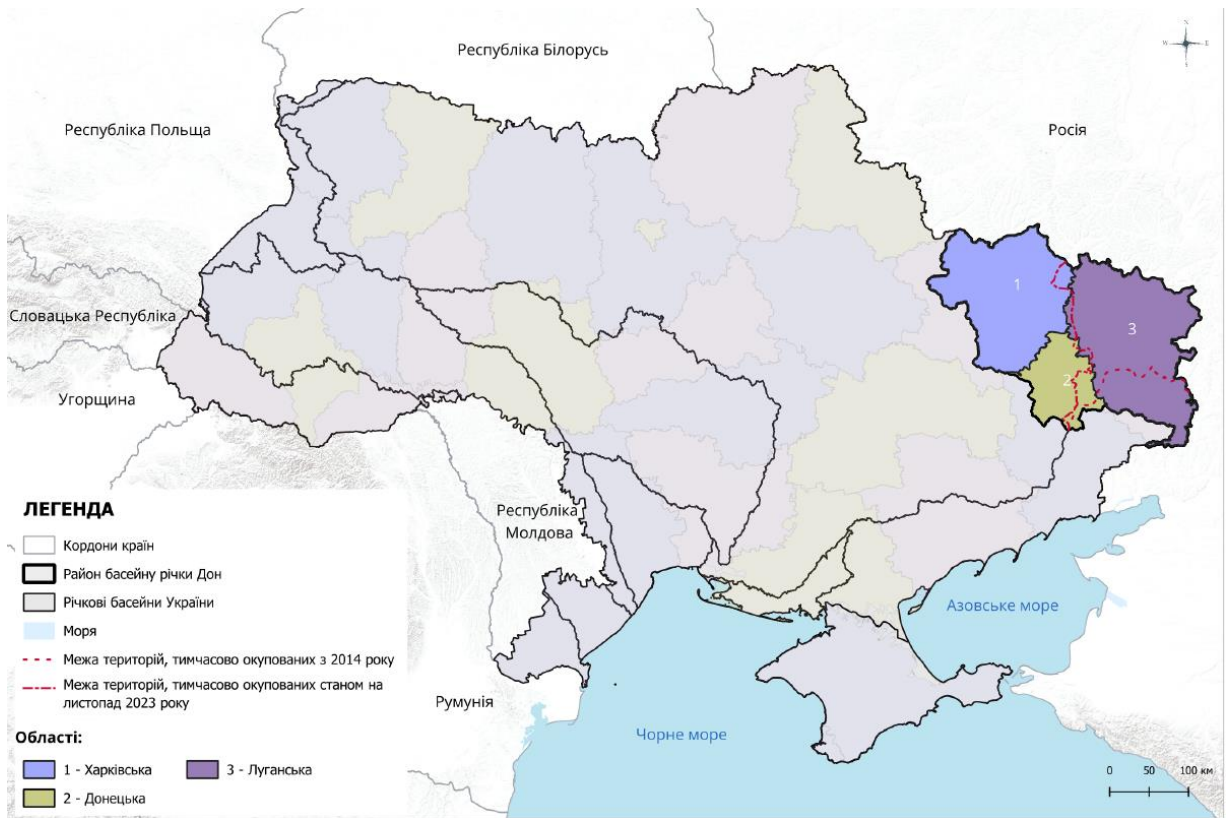 Республіка Білорусь
N
W
E
S
Республіка Польща
Росія
Словацька Республіка
Угорщина
1
3
2
ЛЕГЕНДА
Кордони країн
Район басейну річки Дон
Річкові басейни України
Моря
Межа територій, тимчасово окупованих з 2014 року
Межа територій, тимчасово окупованих станом на
листопад 2023 року
Області:
1 - Харківська
3 - Луганська
2 - Донецька
Республіка
Молдова
Румунія
Азовське море
Чорне море
0 50 100 км